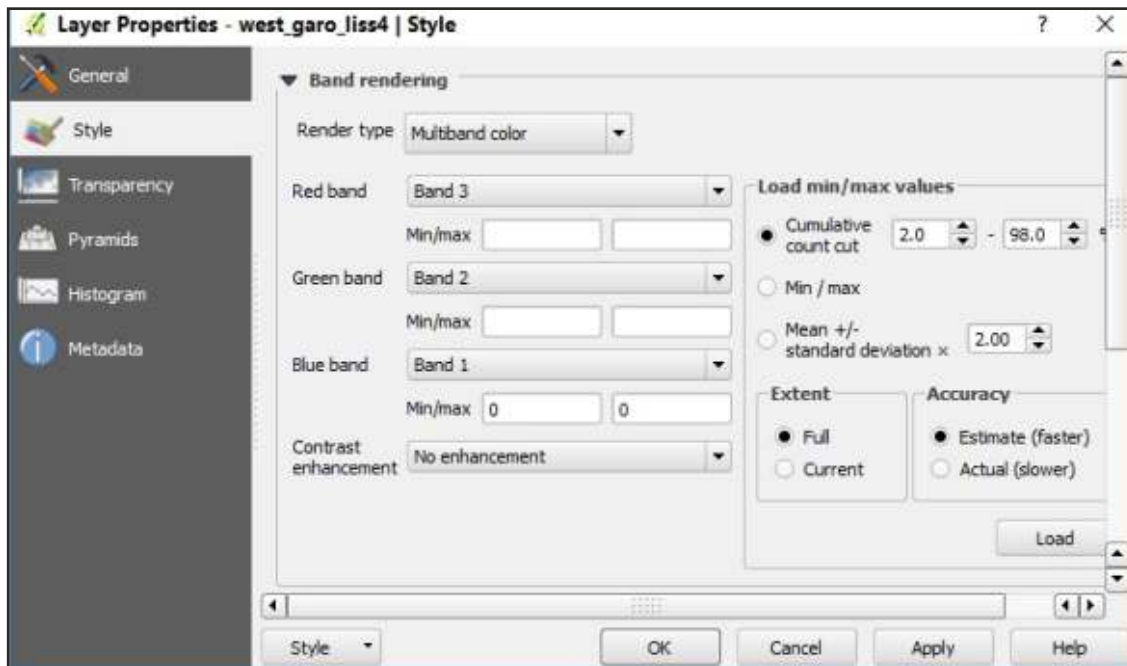 Layer Properties - west_garo_liss4 | Style
?
General
Style
Transparency
Pyramids
Histogram
Metadata
Band rendering
Render type Multiband color
Red band Band 3
Min/max
Green band Band 2
Min/max
Blue band Band 1
Min/max 0 0
Contrast
enhancement No enhancement
Load min/max values
Cumulative
count cut 2.0 - 98.0
Min / max
Mean +/-
standard deviation × 2.00
Extent
Full
Current
Accuracy
Estimate (faster)
Actual (slower)
Load
Style OK Cancel Apply Help